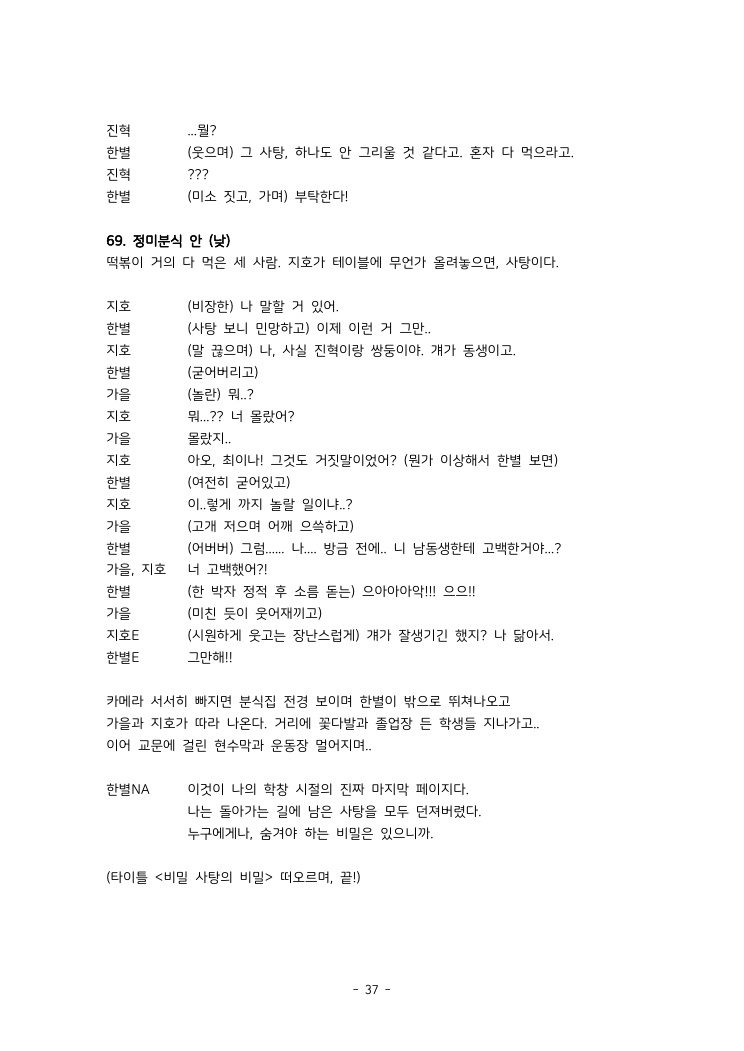 진혁 ...뭘?
한별 (웃으며) 그 사탕, 하나도 안 그리울 것 같다고. 혼자 다 먹으라고.
진혁 ???
한별 (미소 짓고, 가며) 부탁한다!
69. 정미분식 안 (낮)
떡볶이 거의 다 먹은 세 사람. 지호가 테이블에 무언가 올려놓으면, 사탕이다.
지호 (비장한) 나 말할 거 있어.
한별 (사탕 보니 민망하고) 이제 이런 거 그만..
지호 (말 끊으며) 나, 사실 진혁이랑 쌍둥이야. 걔가 동생이고.
한별 (굳어버리고)
가을 (놀란) 뭐..?
지호 뭐...?? 너 몰랐어?
가을 몰랐지..
지호 아오, 최이나! 그것도 거짓말이었어? (뭔가 이상해서 한별 보면)
한별 (여전히 굳어있고)
지호 이..렇게 까지 놀랄 일이냐..?
가을 (고개 저으며 어깨 으쓱하고)
한별 (어버버) 그럼...... 나.... 방금 전에.. 니 남동생한테 고백한거야...?
가을, 지호 너 고백했어?!
한별 (한 박자 정적 후 소름 돋는) 으아아아악!!! 으으!!
가을 (미친 듯이 웃어재끼고)
지호E (시원하게 웃고는 장난스럽게) 걔가 잘생기긴 했지? 나 닮아서.
한별E 그만해!!
카메라 서서히 빠지면 분식집 전경 보이며 한별이 밖으로 뛰쳐나오고
가을과 지호가 따라 나온다. 거리에 꽃다발과 졸업장 든 학생들 지나가고..
이어 교문에 걸린 현수막과 운동장 멀어지며..
한별NA 이것이 나의 학창 시절의 진짜 마지막 페이지다.
나는 돌아가는 길에 남은 사탕을 모두 던져버렸다.
누구에게나, 숨겨야 하는 비밀은 있으니까.
(타이틀 <비밀 사탕의 비밀> 떠오르며, 끝!)
- 37 -